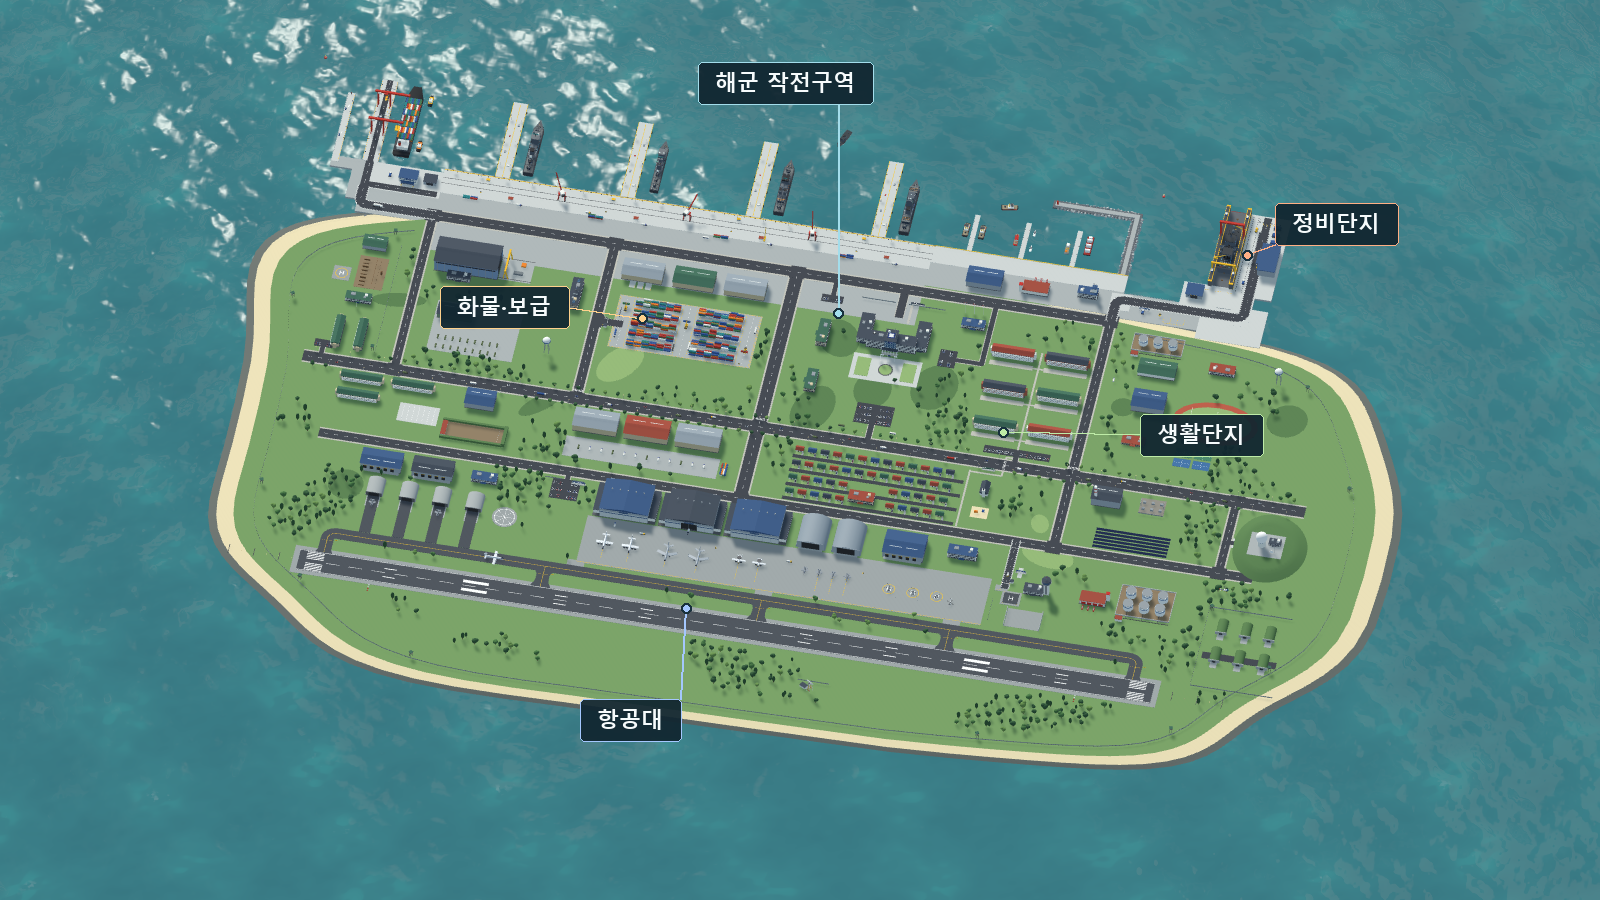 해군 작전구역
정비단지
화물·보급
생활단지
항공대